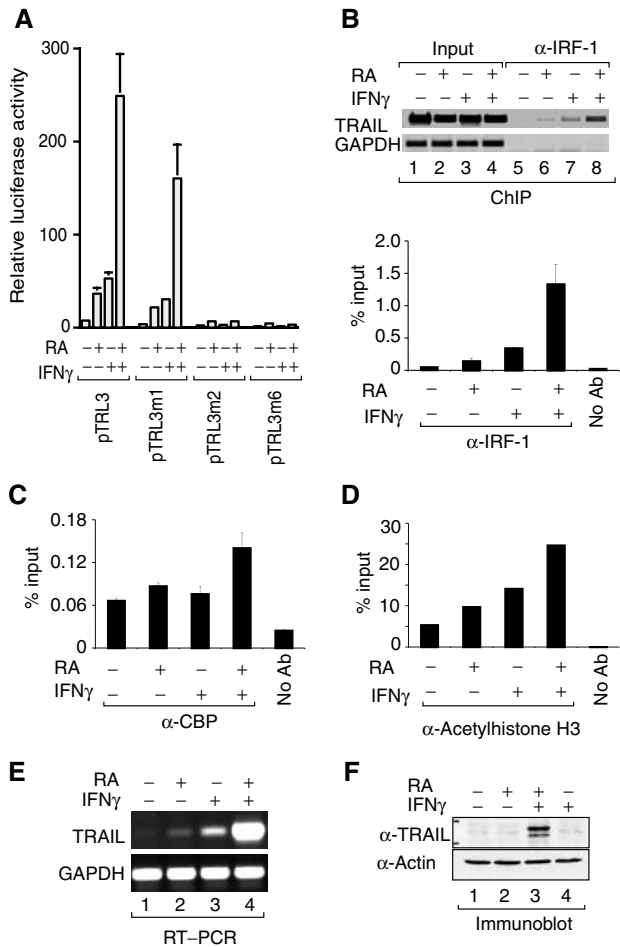 A
Relative luciferase activity
300
200
100
0
RA – + – + – + – + – + – + – + – +
IFNγ – – + + – – + + – – + + – – + +
pTRL3
pTRL3m1
pTRL3m2
pTRL3m6
B
Input α-IRF-1
RA – + – + – + – +
IFNγ – – + + – – + +
TRAIL
GAPDH
1 2 3 4 5 6 7 8
ChIP
% input
2.0
1.5
1.0
0.5
0
RA – + – +
IFNγ – – + +
No Ab
α-IRF-1
C
% input
0.18
0.12
0.06
0
RA – + – +
IFNγ – – + +
No Ab
α-CBP
D
% input
30
20
10
0
RA – + – +
IFNγ – – + +
No Ab
α-Acetylhistone H3
E
RA – + – +
IFNγ – – + +
TRAIL
GAPDH
1 2 3 4
RT–PCR
F
RA – + + –
IFNγ – – + +
α-TRAIL
α-Actin
1 2 3 4
Immunoblot